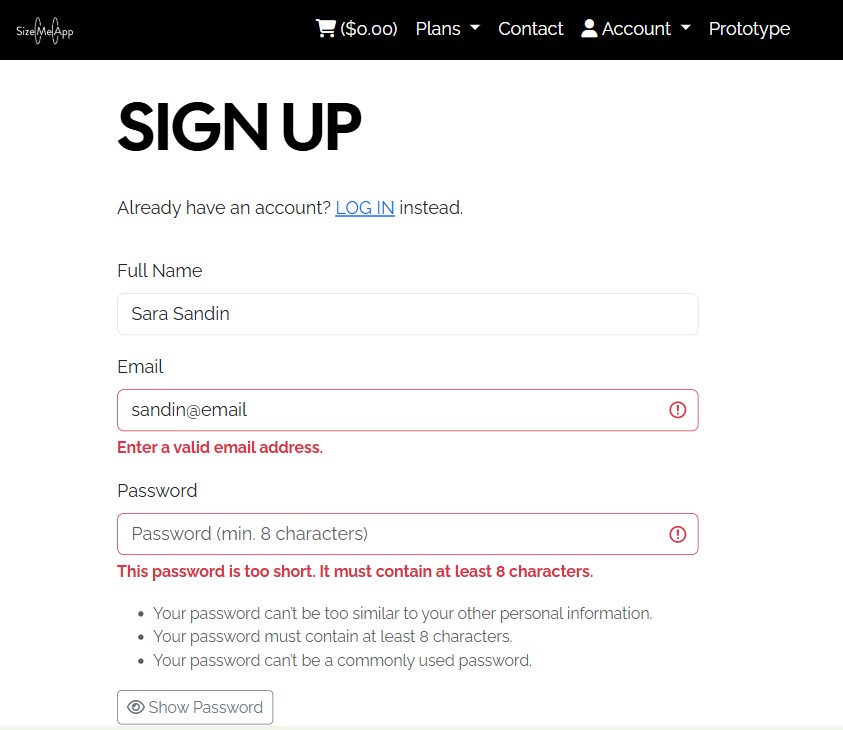 SizeMeApp ($0.00) Plans Contact Account Prototype
SIGN UP
Already have an account? LOG IN instead.
Full Name
Sara Sandin
Email
sandin@email
Enter a valid email address.
Password
Password (min. 8 characters)
This password is too short. It must contain at least 8 characters.
Your password can't be too similar to your other personal information.
Your password must contain at least 8 characters.
Your password can't be a commonly used password.
Show Password